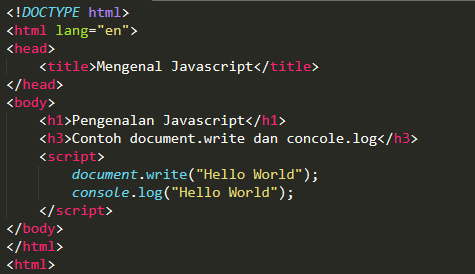 <!DOCTYPE html>
<html lang="en">
<head>
    <title>Mengenal Javascript</title>
</head>
<body>
    <h1>Pengenalan Javascript</h1>
    <h3>Contoh document.write dan concole.log</h3>
    <script>
        document.write("Hello World");
        console.log("Hello World");
    </script>
</body>
</html>
<html>